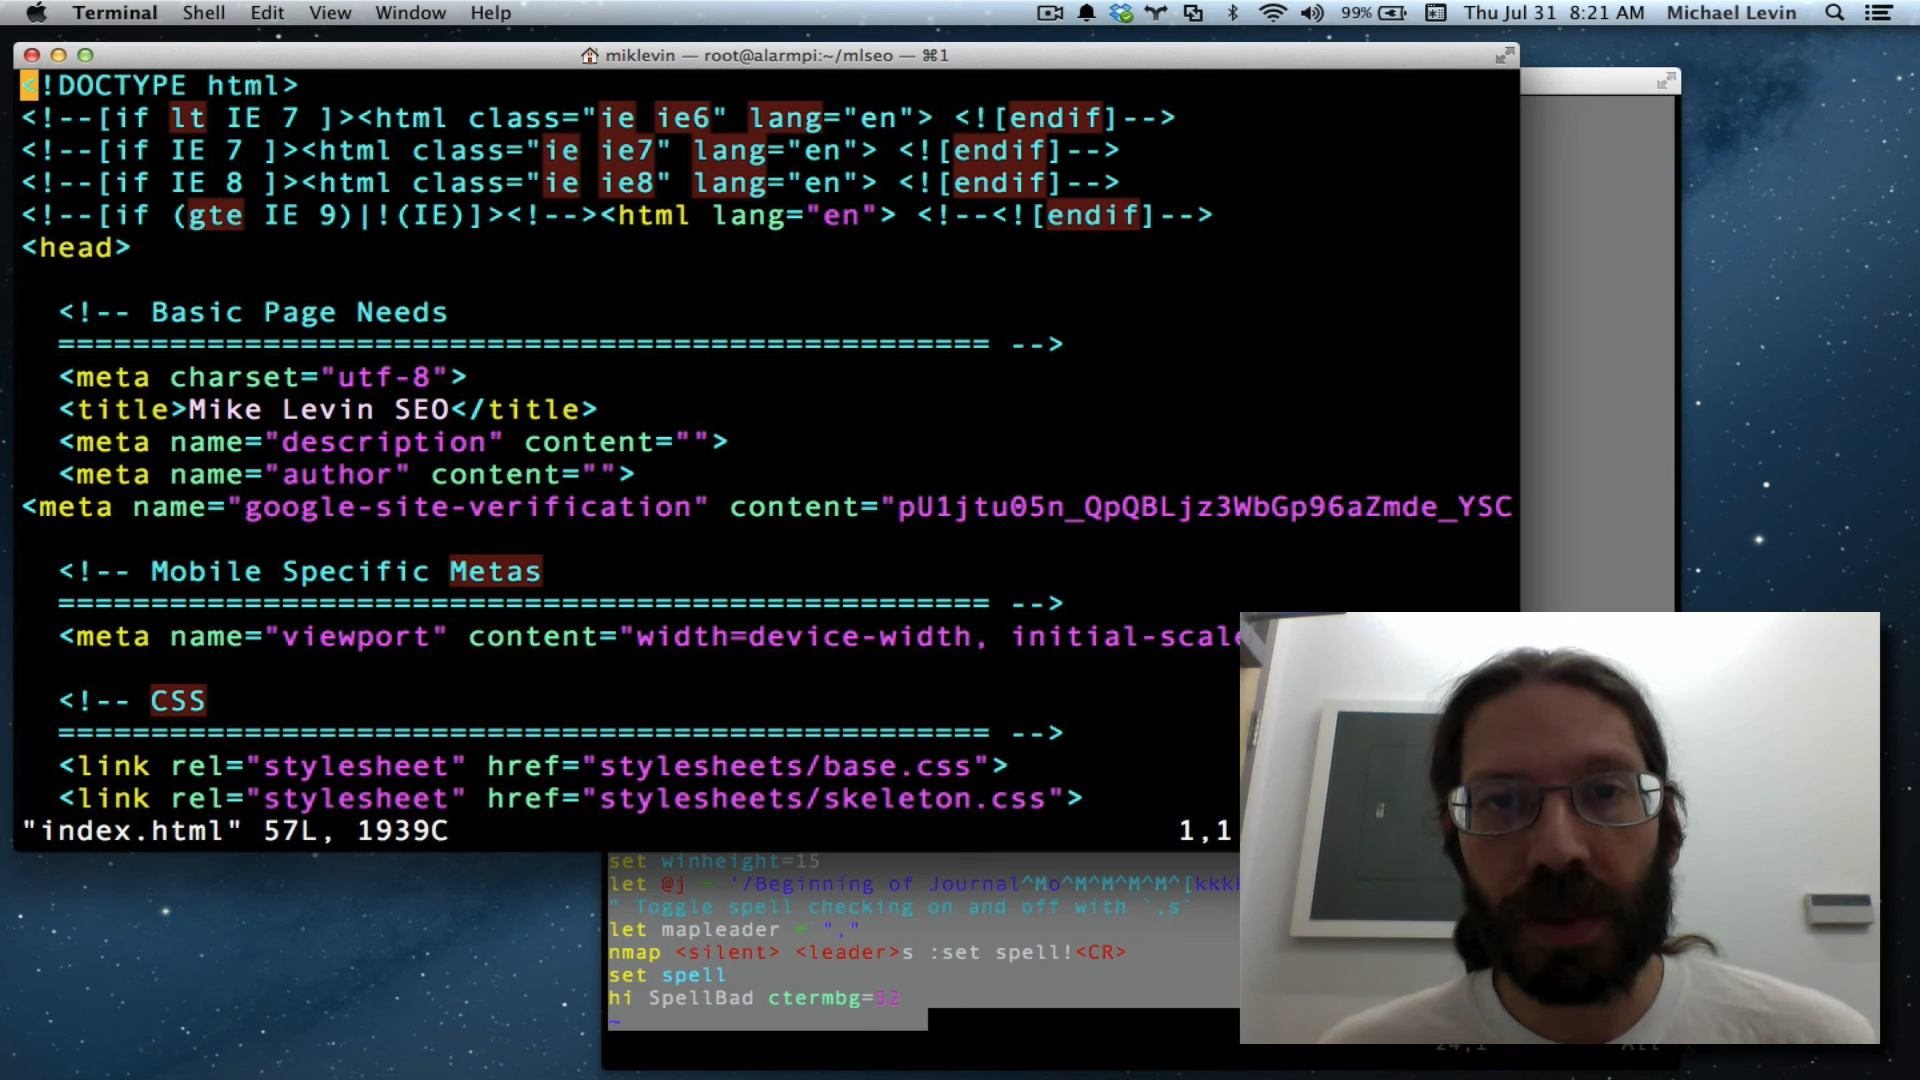 Terminal Shell Edit View Window Help 99% Thu Jul 31 8:21 AM Michael Levin
miklevin — root@alarmpi:~/mlseo — ⌘1
<!DOCTYPE html>
<!--[if lt IE 7 ]><html class="ie ie6" lang="en"> <![endif]-->
<!--[if IE 7 ]><html class="ie ie7" lang="en"> <![endif]-->
<!--[if IE 8 ]><html class="ie ie8" lang="en"> <![endif]-->
<!--[if (gte IE 9)|!(IE)]><!--><html lang="en"> <!--<![endif]-->
<head>
<!-- Basic Page Needs
================================================== -->
<meta charset="utf-8">
<title>Mike Levin SEO</title>
<meta name="description" content="">
<meta name="author" content="">
<meta name="google-site-verification" content="pU1jtu05n_QpQBLjz3WbGp96aZmde_YSC
<!-- Mobile Specific Metas
================================================== -->
<meta name="viewport" content="width=device-width, initial-scale
<!-- CSS
================================================== -->
<link rel="stylesheet" href="stylesheets/base.css">
<link rel="stylesheet" href="stylesheets/skeleton.css">
"index.html" 57L, 1939C 1,1
set winheight=15
let @j = '/Beginning of Journal^Mo^M^M^M^M^[kkk
" Toggle spell checking on and off with `,s`
let mapleader = ","
nmap <silent> <leader>s :set spell!<CR>
set spell
hi SpellBad ctermbg=52
~